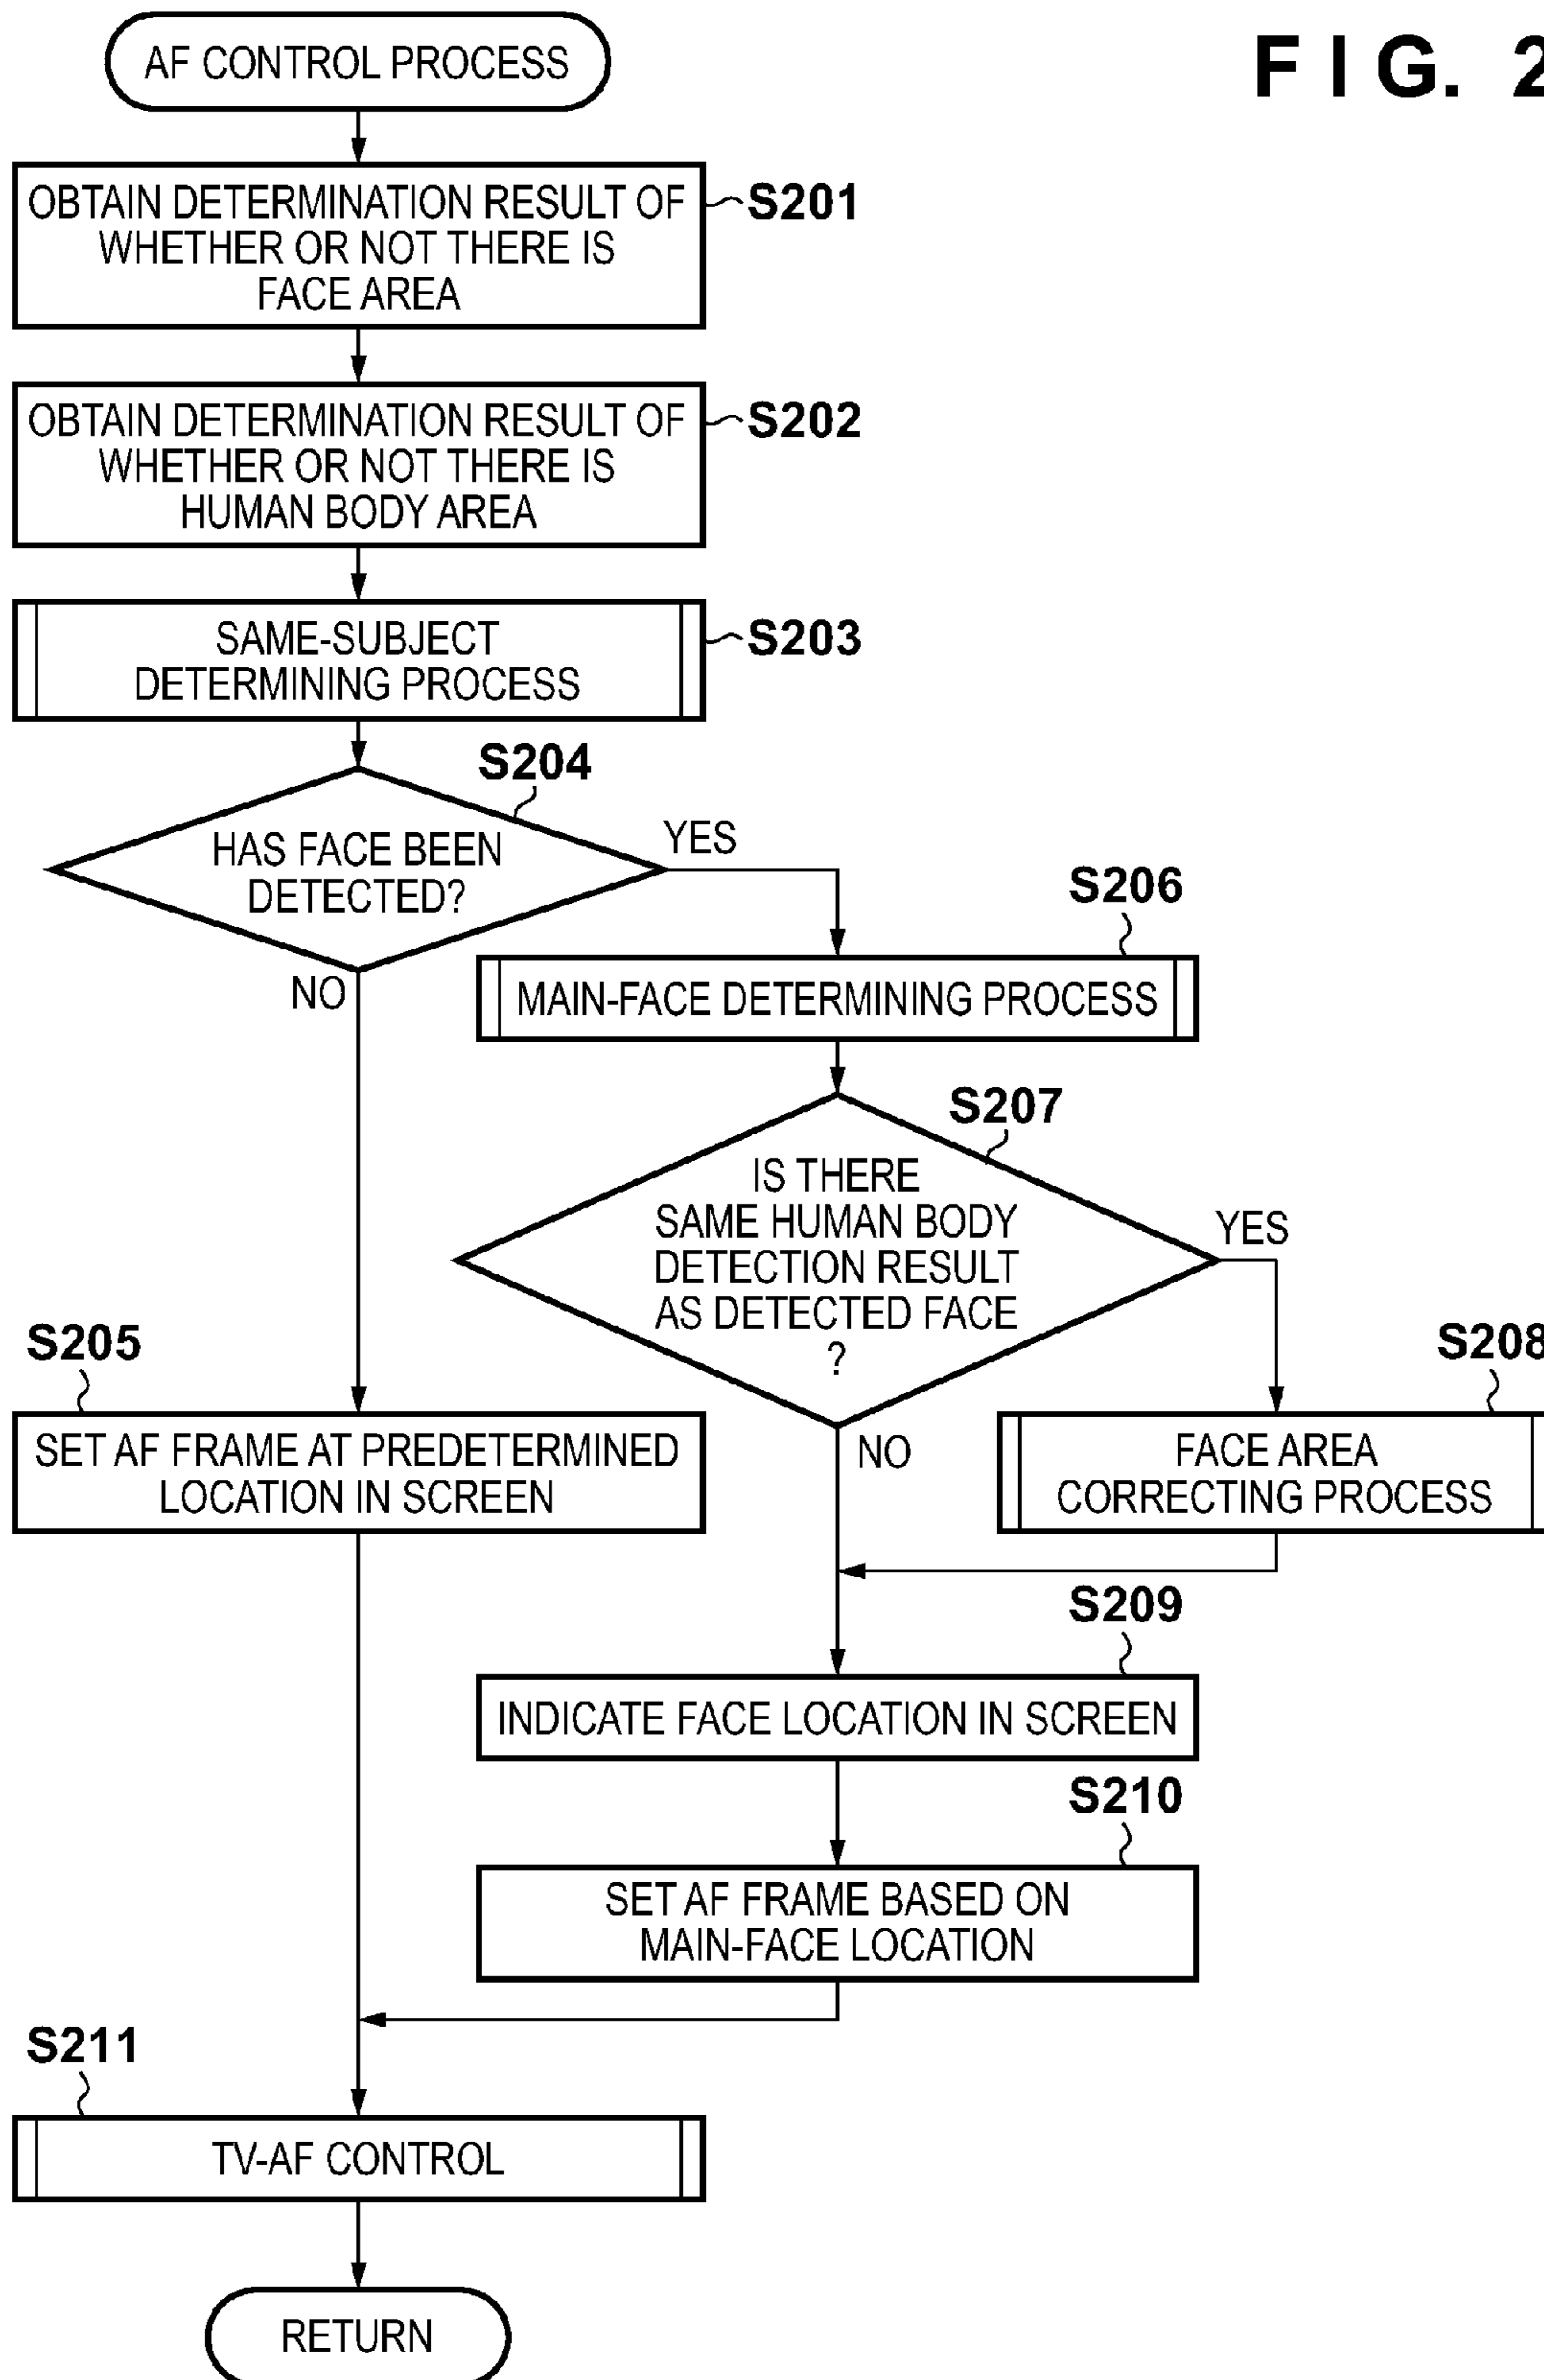 AF CONTROL PROCESS
FIG. 2
OBTAIN DETERMINATION RESULT OF
WHETHER OR NOT THERE IS
FACE AREA
S201
OBTAIN DETERMINATION RESULT OF
WHETHER OR NOT THERE IS
HUMAN BODY AREA
S202
SAME-SUBJECT
DETERMINING PROCESS
S203
S204
HAS FACE BEEN
DETECTED?
YES
NO
S206
MAIN-FACE DETERMINING PROCESS
S207
IS THERE
SAME HUMAN BODY
DETECTION RESULT
AS DETECTED FACE
?
YES
NO
S205
SET AF FRAME AT PREDETERMINED
LOCATION IN SCREEN
S208
FACE AREA
CORRECTING PROCESS
S209
INDICATE FACE LOCATION IN SCREEN
S210
SET AF FRAME BASED ON
MAIN-FACE LOCATION
S211
TV-AF CONTROL
RETURN